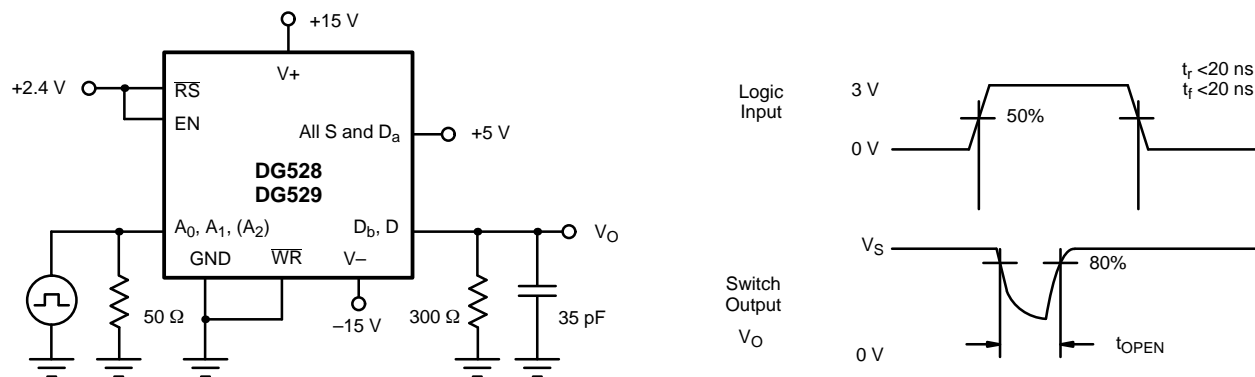 +15 V
V+
+2.4 V
RS
EN
All S and Da
+5 V
DG528
DG529
A0, A1, (A2)
Db, D
VO
GND
WR
V–
50 Ω
–15 V
300 Ω
35 pF
Logic
Input
3 V
0 V
50%
tr <20 ns
tf <20 ns
VS
80%
Switch
Output
VO
0 V
tOPEN